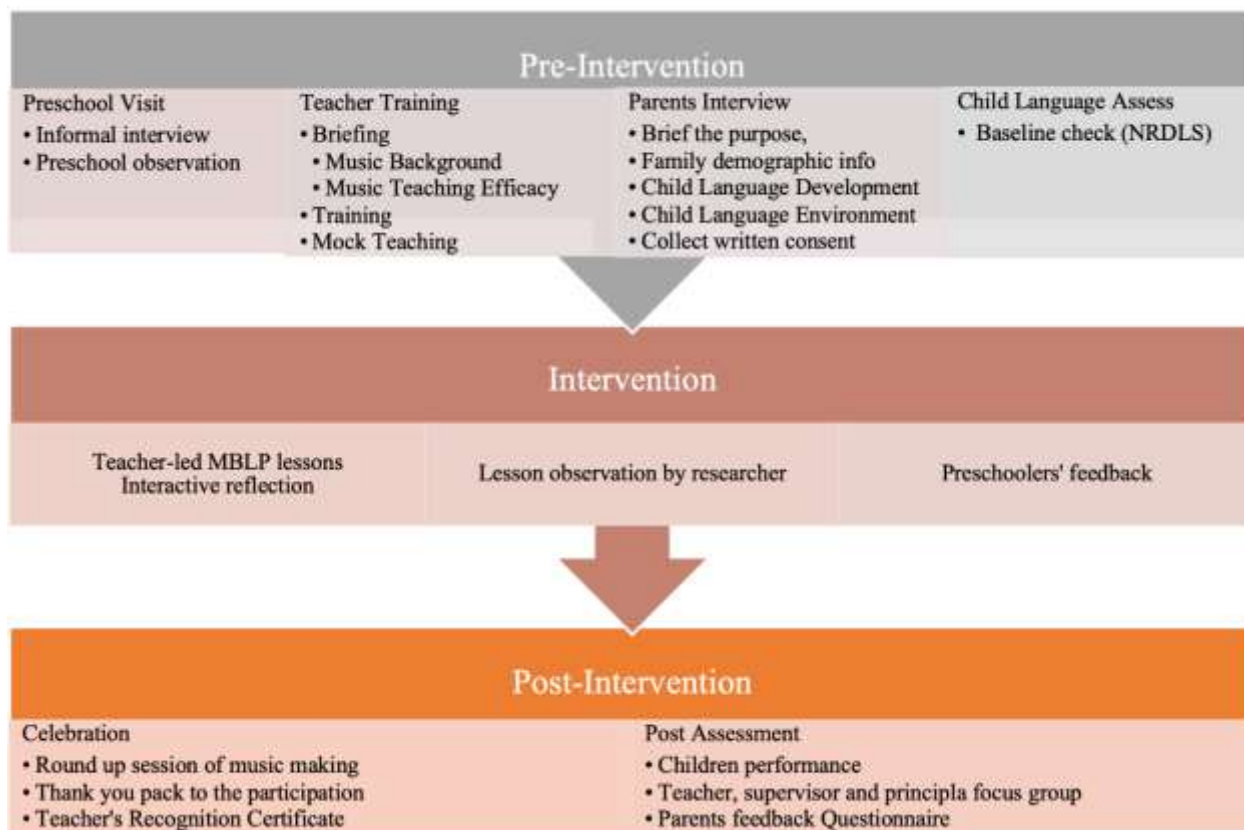 Pre-Intervention
Preschool Visit
• Informal interview
• Preschool observation
Teacher Training
• Briefing
• Music Background
• Music Teaching Efficacy
• Training
• Mock Teaching
Parents Interview
• Brief the purpose,
• Family demographic info
• Child Language Development
• Child Language Environment
• Collect written consent
Child Language Assess
• Baseline check (NRDLS)
Intervention
Teacher-led MBLP lessons
Interactive reflection
Lesson observation by researcher
Preschoolers' feedback
Post-Intervention
Celebration
• Round up session of music making
• Thank you pack to the participation
• Teacher's Recognition Certificate
Post Assessment
• Children performance
• Teacher, supervisor and principla focus group
• Parents feedback Questionnaire